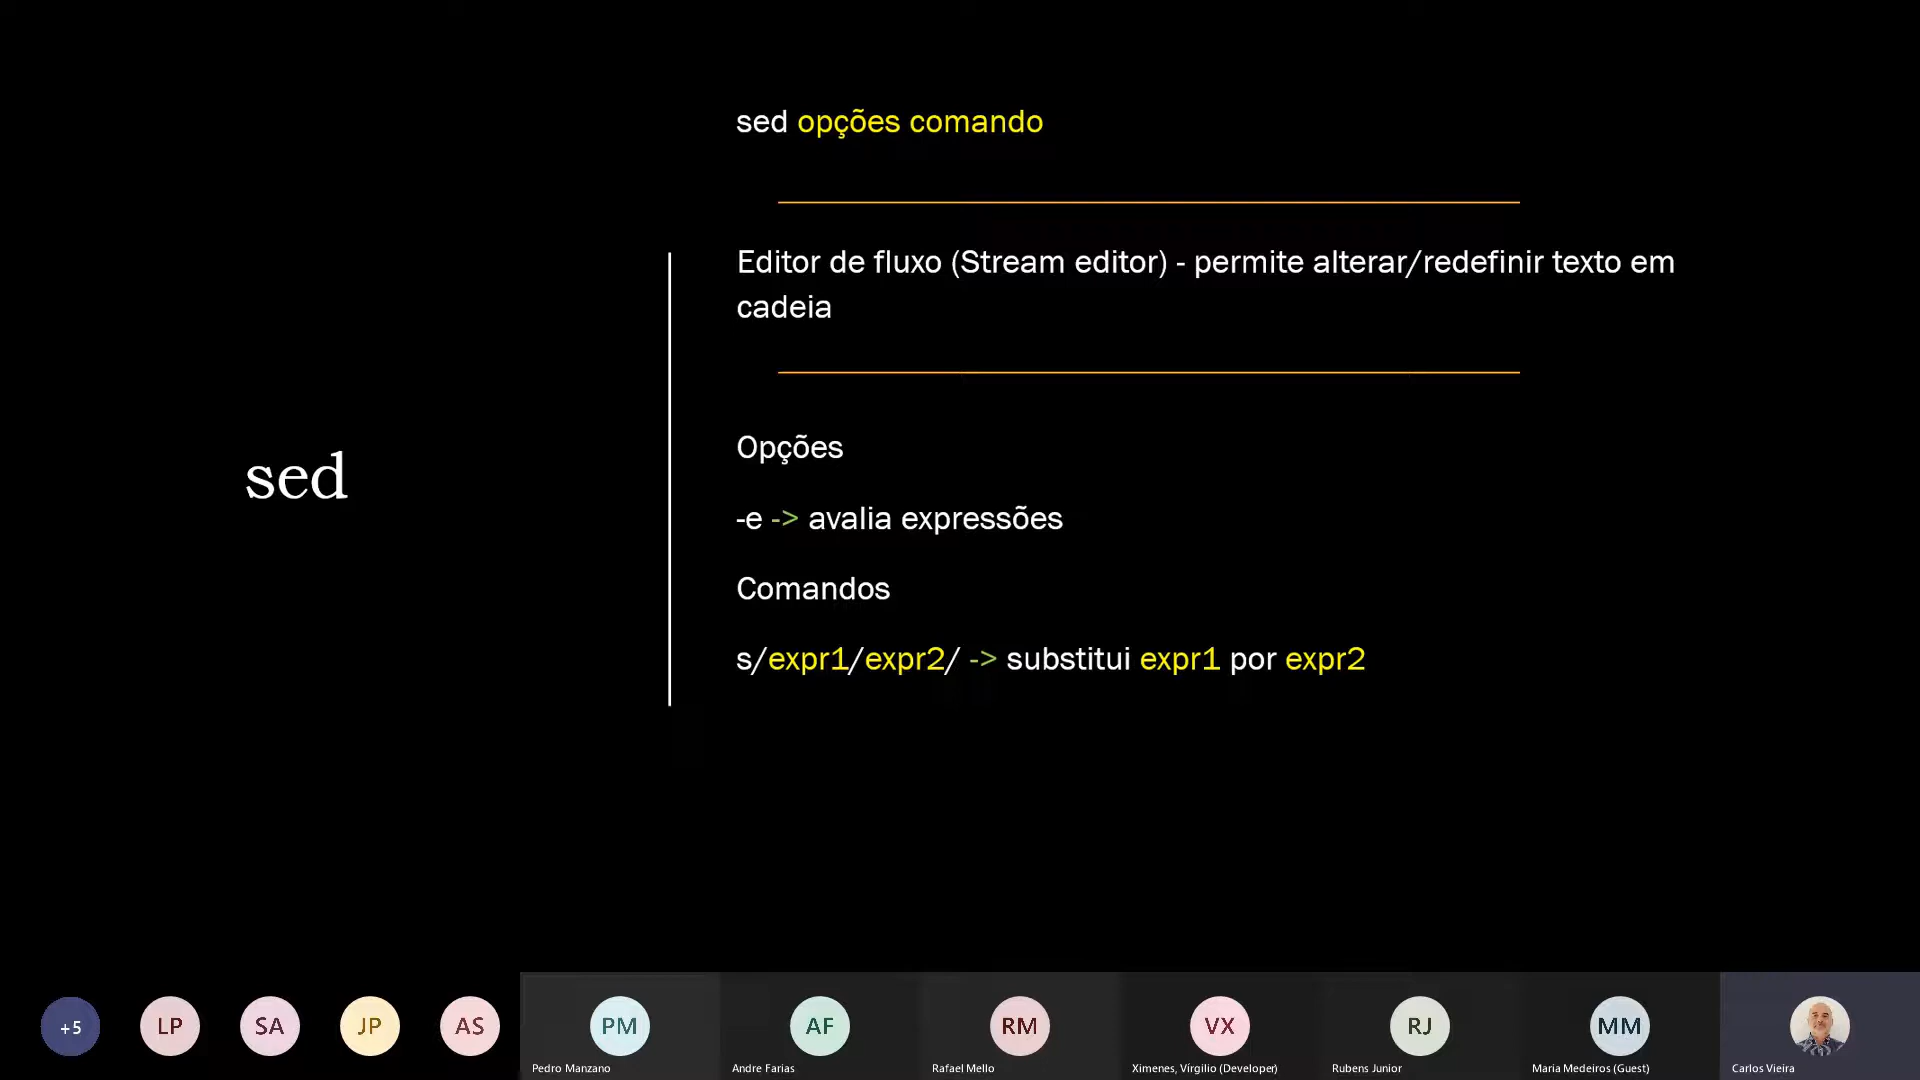 sed opções comando
Editor de fluxo (Stream editor) - permite alterar/redefinir texto em
cadeia
sed
Opções
-e -> avalia expressões
Comandos
s/expr1/expr2/ -> substitui expr1 por expr2
+5
LP
SA
JP
AS
PM
AF
RM
VX
RJ
MM
Pedro Manzano
Andre Farias
Rafael Mello
Ximenes, Vírgilio (Developer)
Rubens Junior
Maria Medeiros (Guest)
Carlos Vieira